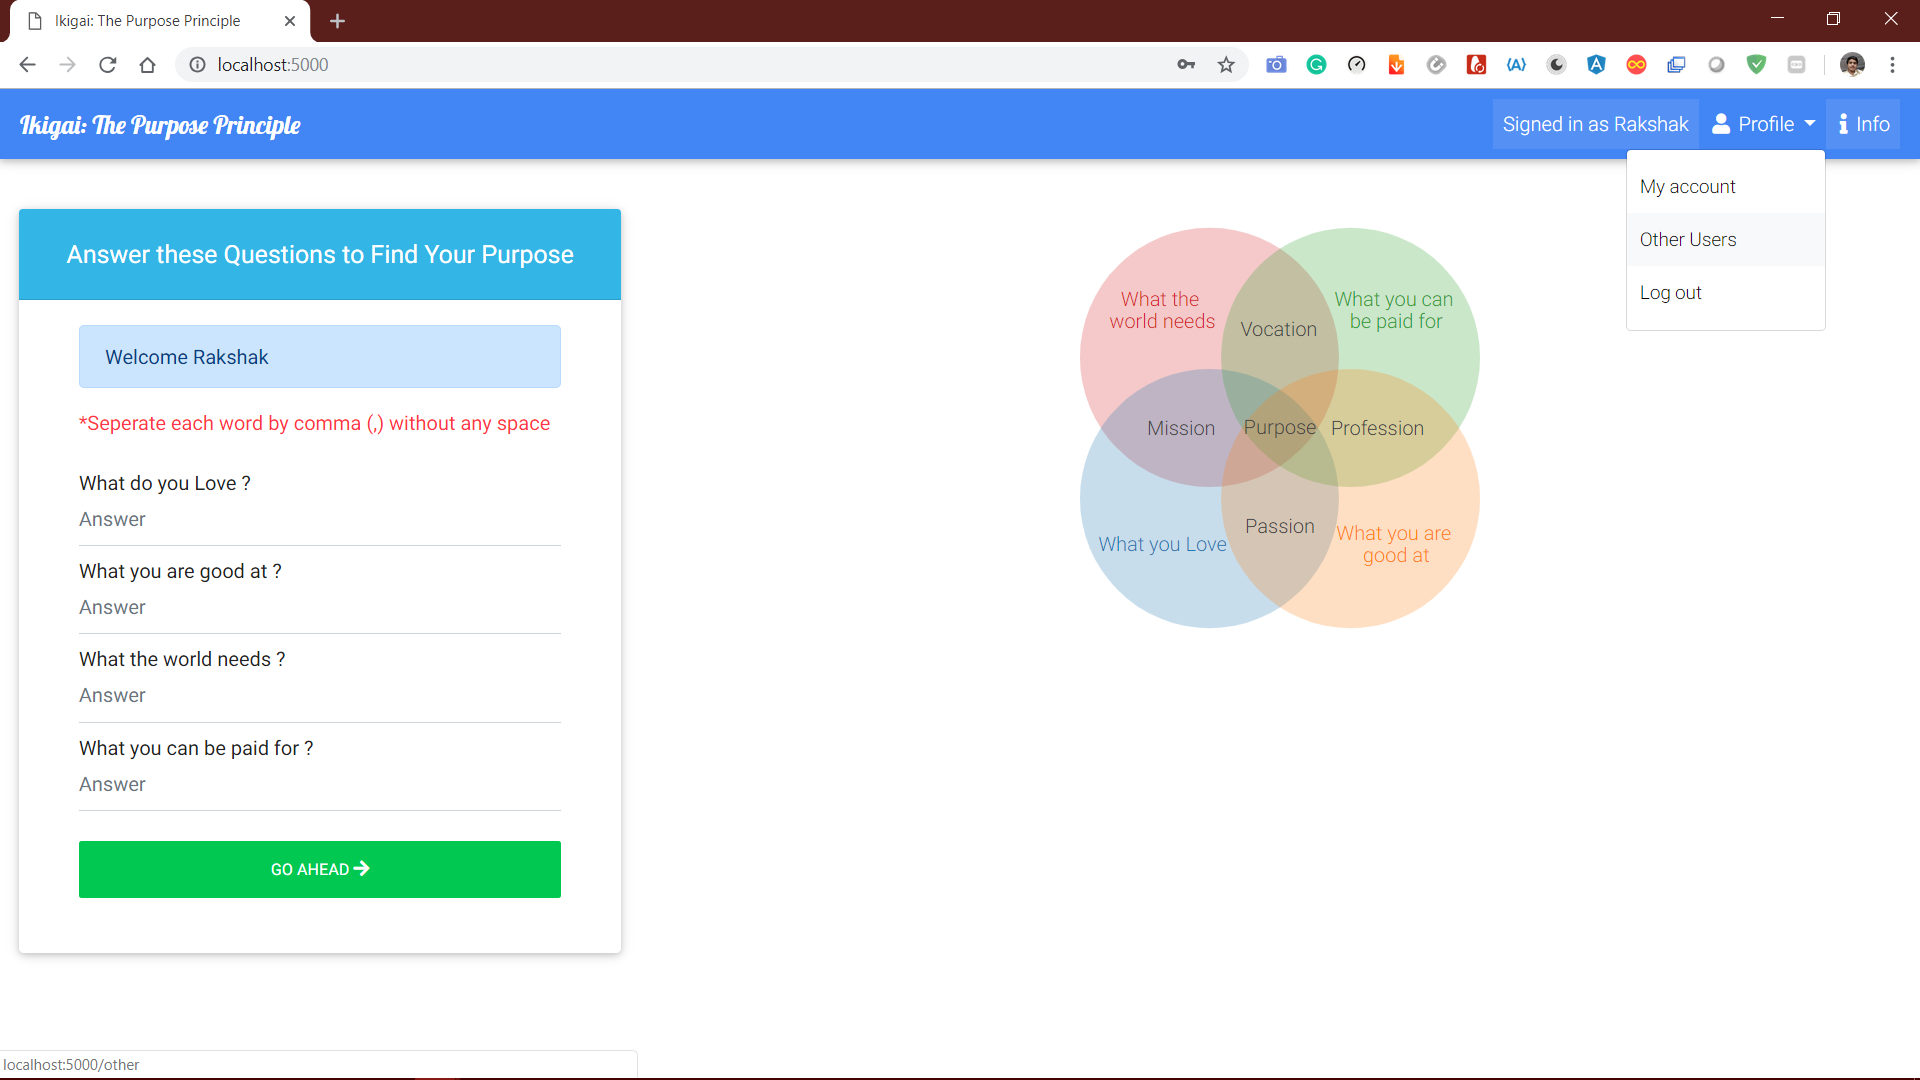 Ikigai: The Purpose Principle
localhost:5000
Ikigai: The Purpose Principle
Signed in as Rakshak
Profile
Info
My account
Other Users
Log out
Answer these Questions to Find Your Purpose
Welcome Rakshak
*Seperate each word by comma (,) without any space
What do you Love ?
Answer
What you are good at ?
Answer
What the world needs ?
Answer
What you can be paid for ?
Answer
GO AHEAD
What the
world needs
Vocation
What you can
be paid for
Mission
Purpose
Profession
What you Love
Passion
What you are
good at
localhost:5000/other